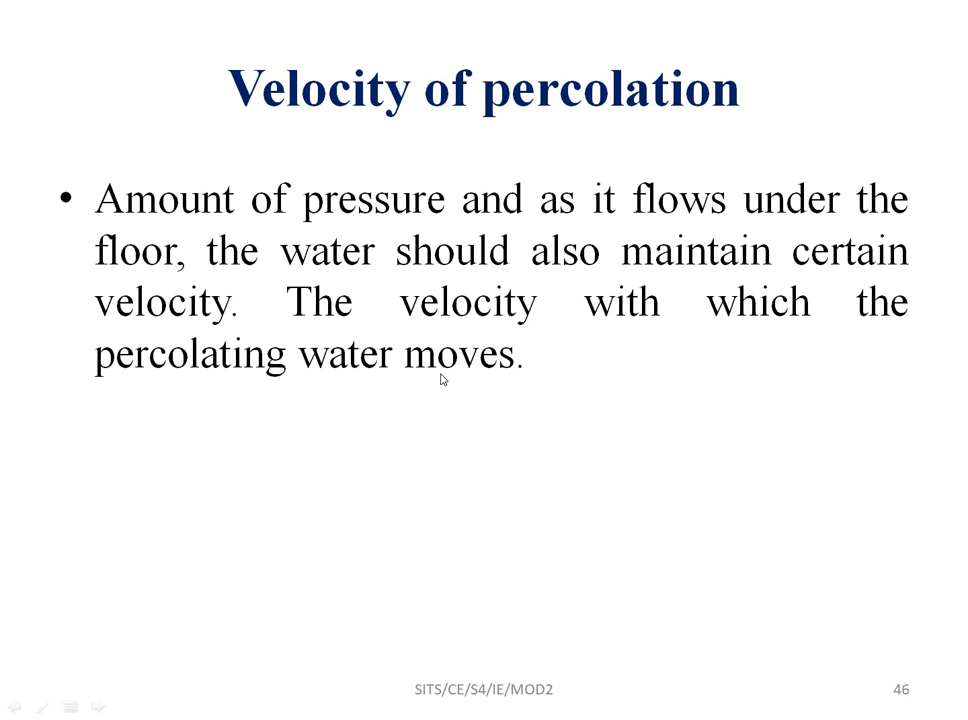 Velocity of percolation
• Amount of pressure and as it flows under the
floor, the water should also maintain certain
velocity. The velocity with which the
percolating water moves.
SITS/CE/S4/IE/MOD2
46